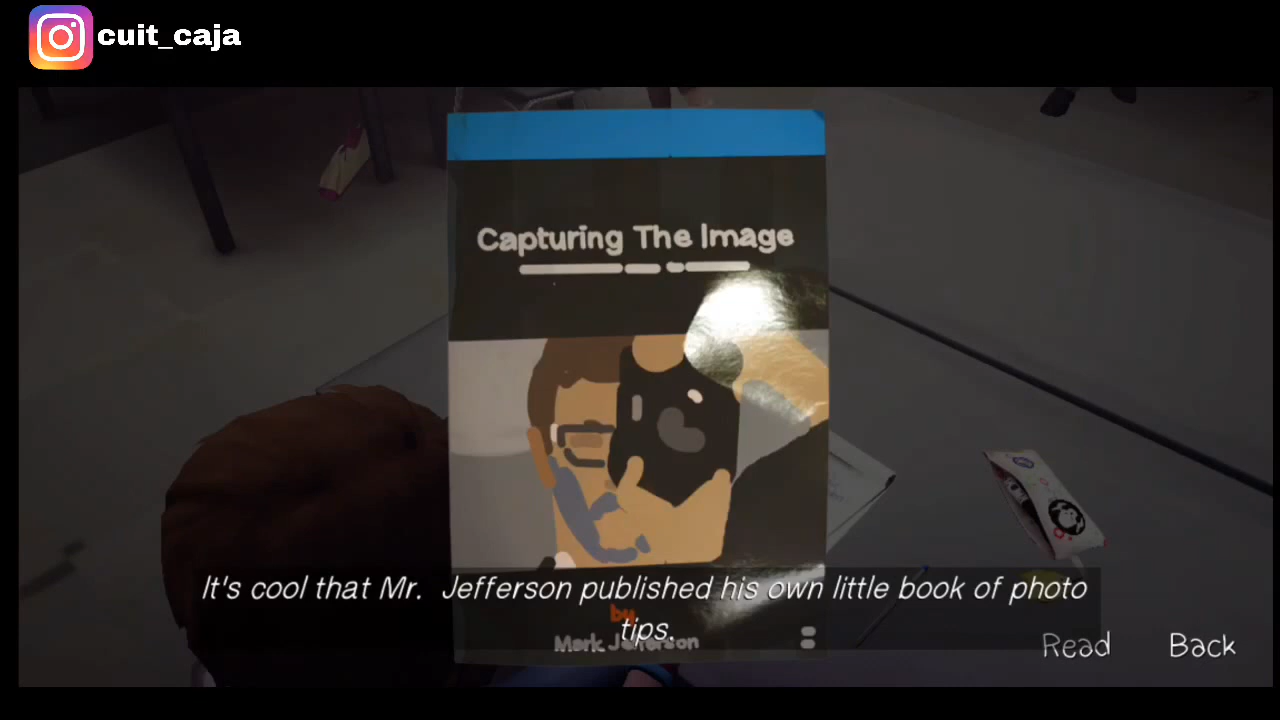 cuit_caja
Capturing The Image
It's cool that Mr. Jefferson published his own little book of photo
tips.
by
Mark Jefferson
Read
Back